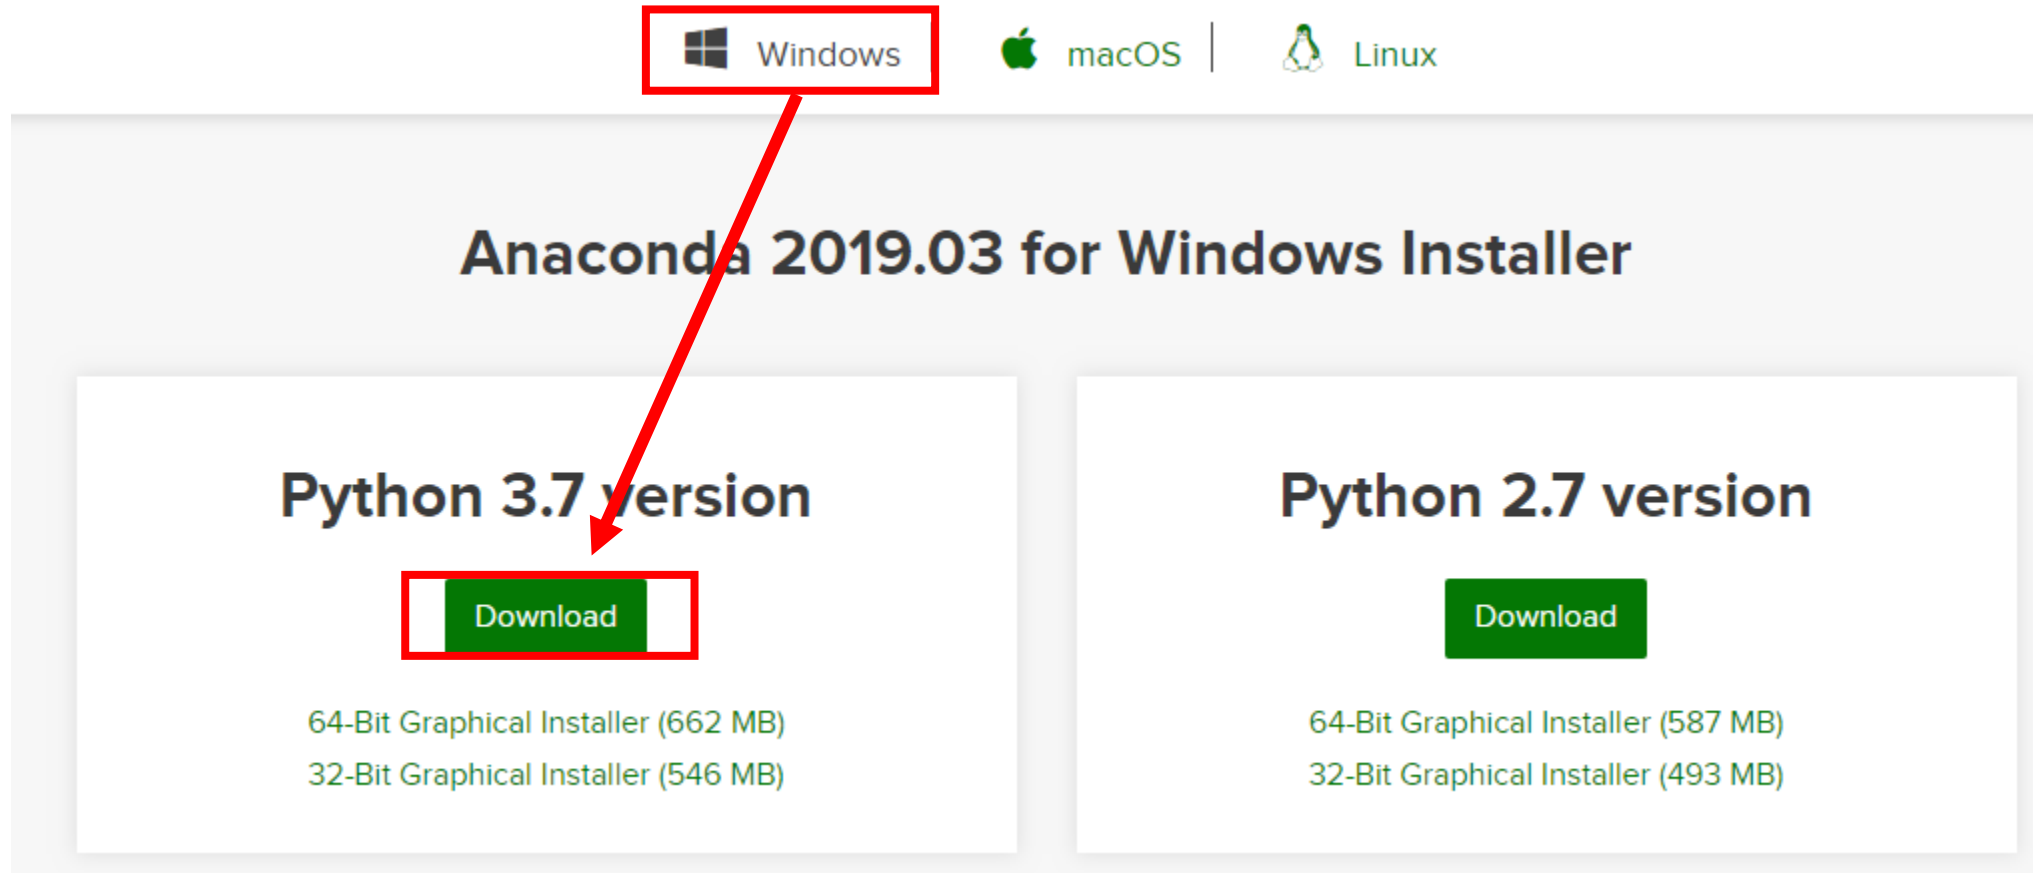 Windows macOS Linux
Anaconda 2019.03 for Windows Installer
Python 3.7 version
Download
64-Bit Graphical Installer (662 MB)
32-Bit Graphical Installer (546 MB)
Python 2.7 version
Download
64-Bit Graphical Installer (587 MB)
32-Bit Graphical Installer (493 MB)